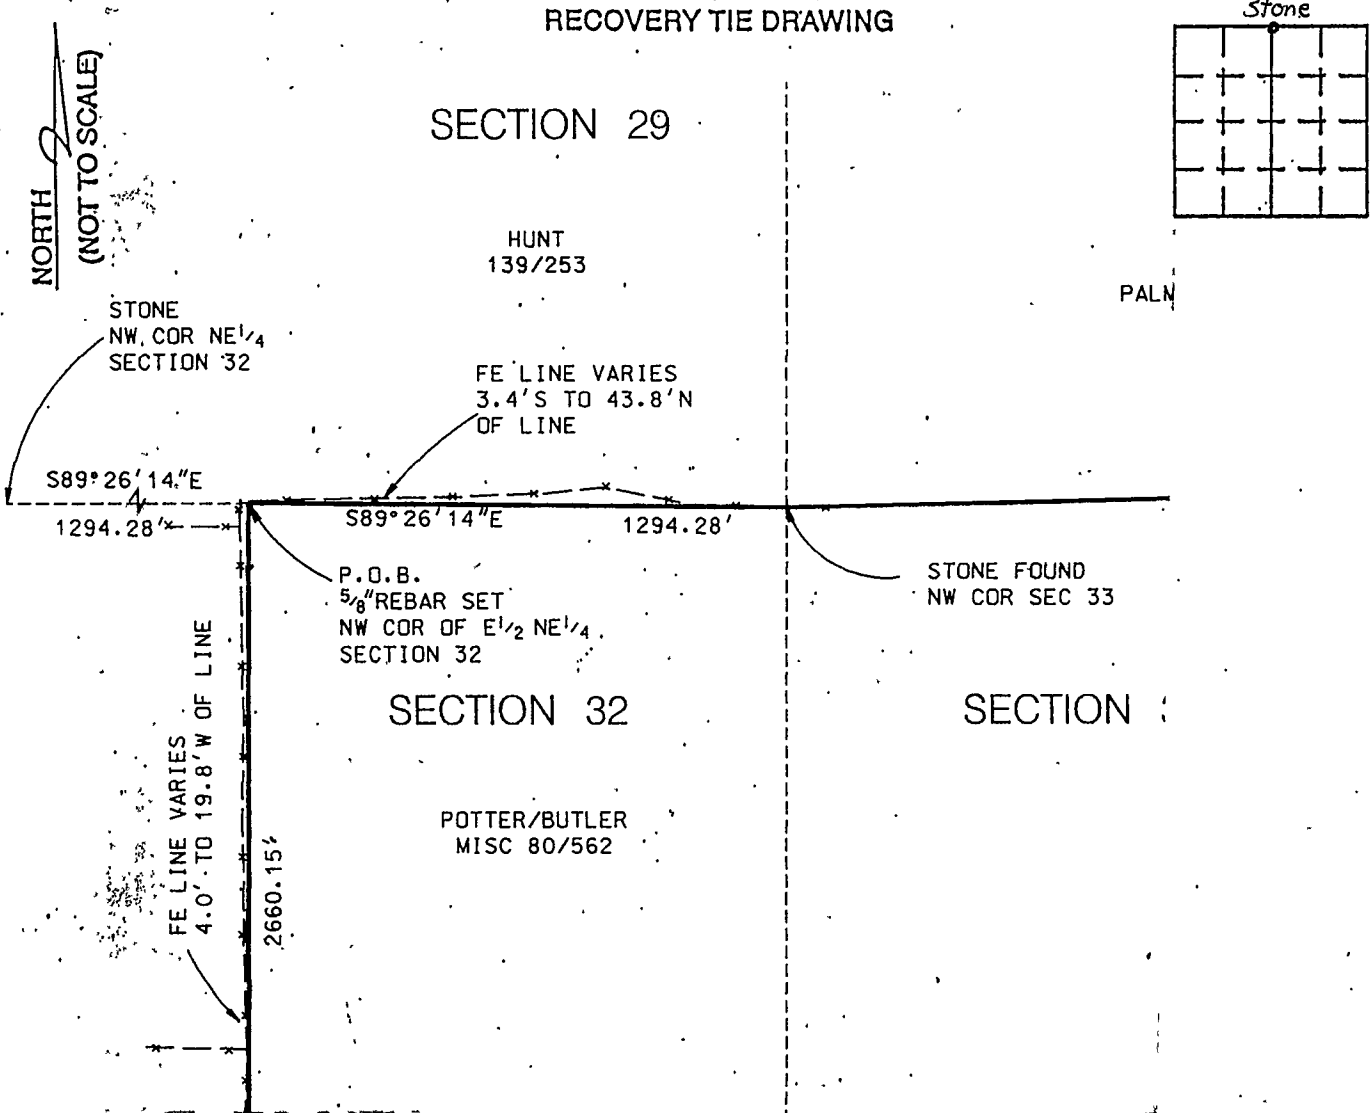 RECOVERY TIE DRAWING
Stone
NORTH
(NOT TO SCALE)
SECTION 29
HUNT
139/253
PALM
STONE
NW. COR NE1/4
SECTION 32
FE LINE VARIES
3.4'S TO 43.8'N
OF LINE
S89°26'14"E
1294.28'
S89°26'14"E
1294.28'
P.O.B.
5/8"REBAR SET
NW COR OF E1/2 NE1/4
SECTION 32
STONE FOUND
NW COR SEC 33
SECTION 32
SECTION
FE LINE VARIES
4.0' TO 19.8'W OF LINE
2660.15'
POTTER/BUTLER
MISC 80/562